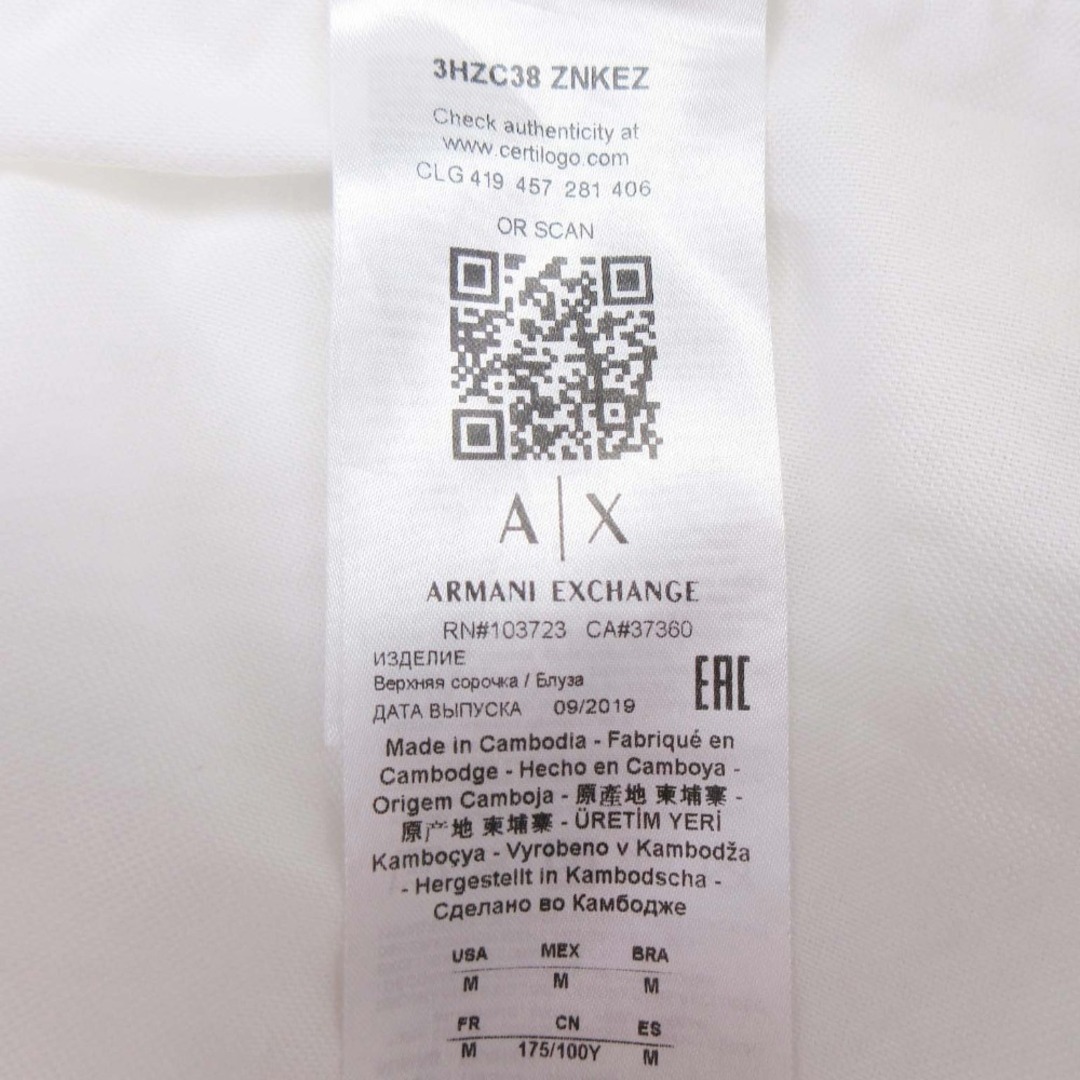 3HZC38 ZNKEZ
Check authenticity at
www.certilogo.com
CLG 419 457 281 406
OR SCAN
A|X
ARMANI EXCHANGE
RN#103723 CA#37360
ИЗДЕЛИЕ
Верхняя сорочка / Блуза
ДАТА ВЫПУСКА 09/2019
EAC
Made in Cambodia - Fabriqué en
Cambodge - Hecho en Camboya -
Origem Camboja - 原產地 柬埔寨 -
原产地 柬埔寨 - ÜRETİM YERİ
Kamboçya - Vyrobeno v Kambodža
- Hergestellt in Kambodscha -
Сделано во Камбодже
USA MEX BRA
M M M
FR CN ES
M 175/100Y M